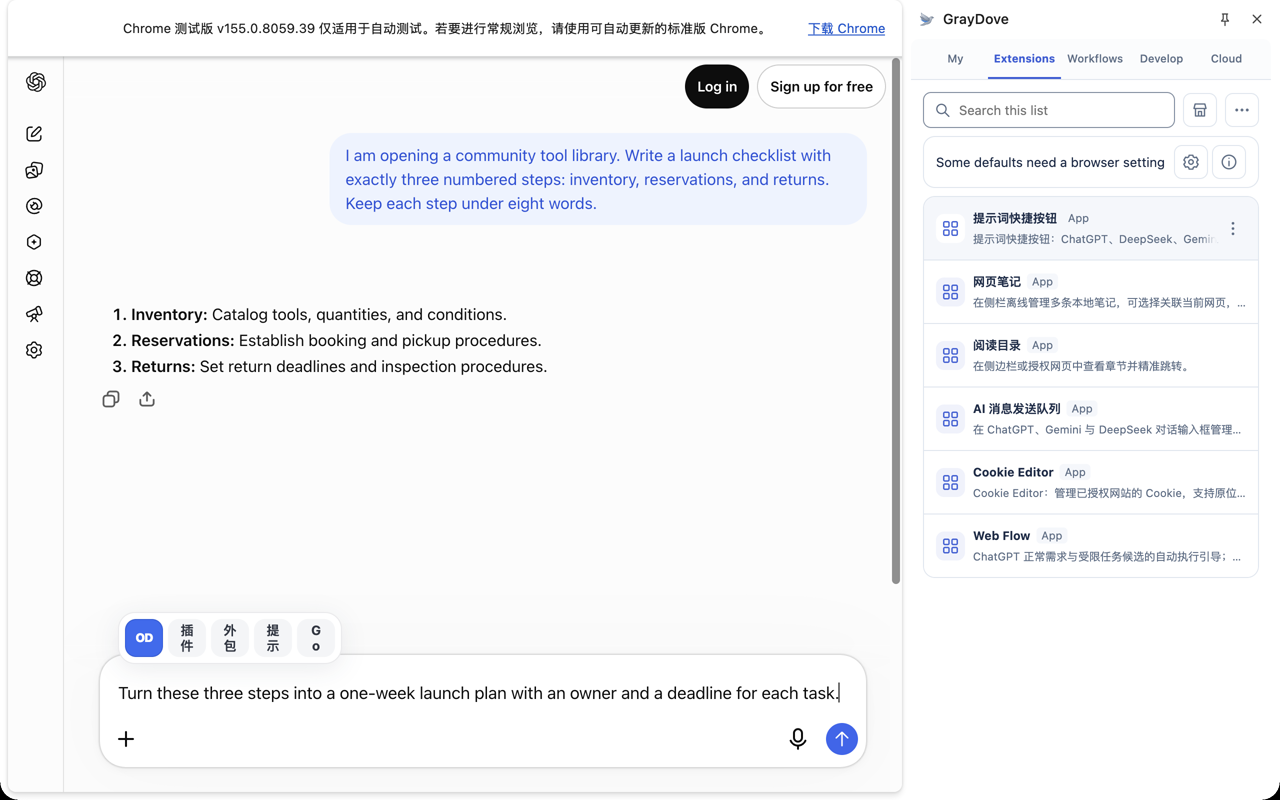 Chrome 测试版 v155.0.8059.39 仅适用于自动测试。若要进行常规浏览，请使用可自动更新的标准版 Chrome。
下载 Chrome
Log in
Sign up for free
I am opening a community tool library. Write a launch checklist with
exactly three numbered steps: inventory, reservations, and returns.
Keep each step under eight words.
1. Inventory: Catalog tools, quantities, and conditions.
2. Reservations: Establish booking and pickup procedures.
3. Returns: Set return deadlines and inspection procedures.
OD
插件
外包
提示
Go
Turn these three steps into a one-week launch plan with an owner and a deadline for each task.
GrayDove
My
Extensions
Workflows
Develop
Cloud
Search this list
Some defaults need a browser setting
提示词快捷按钮 App
提示词快捷按钮：ChatGPT、DeepSeek、Gemin
网页笔记 App
在侧栏离线管理多条本地笔记，可选择关联当前网页，...
阅读目录 App
在侧边栏或授权网页中查看章节并精准跳转。
AI 消息发送队列 App
在 ChatGPT、Gemini 与 DeepSeek 对话输入框管理...
Cookie Editor App
Cookie Editor：管理已授权网站的 Cookie，支持原位...
Web Flow App
ChatGPT 正常需求与受限任务候选的自动执行引导；...